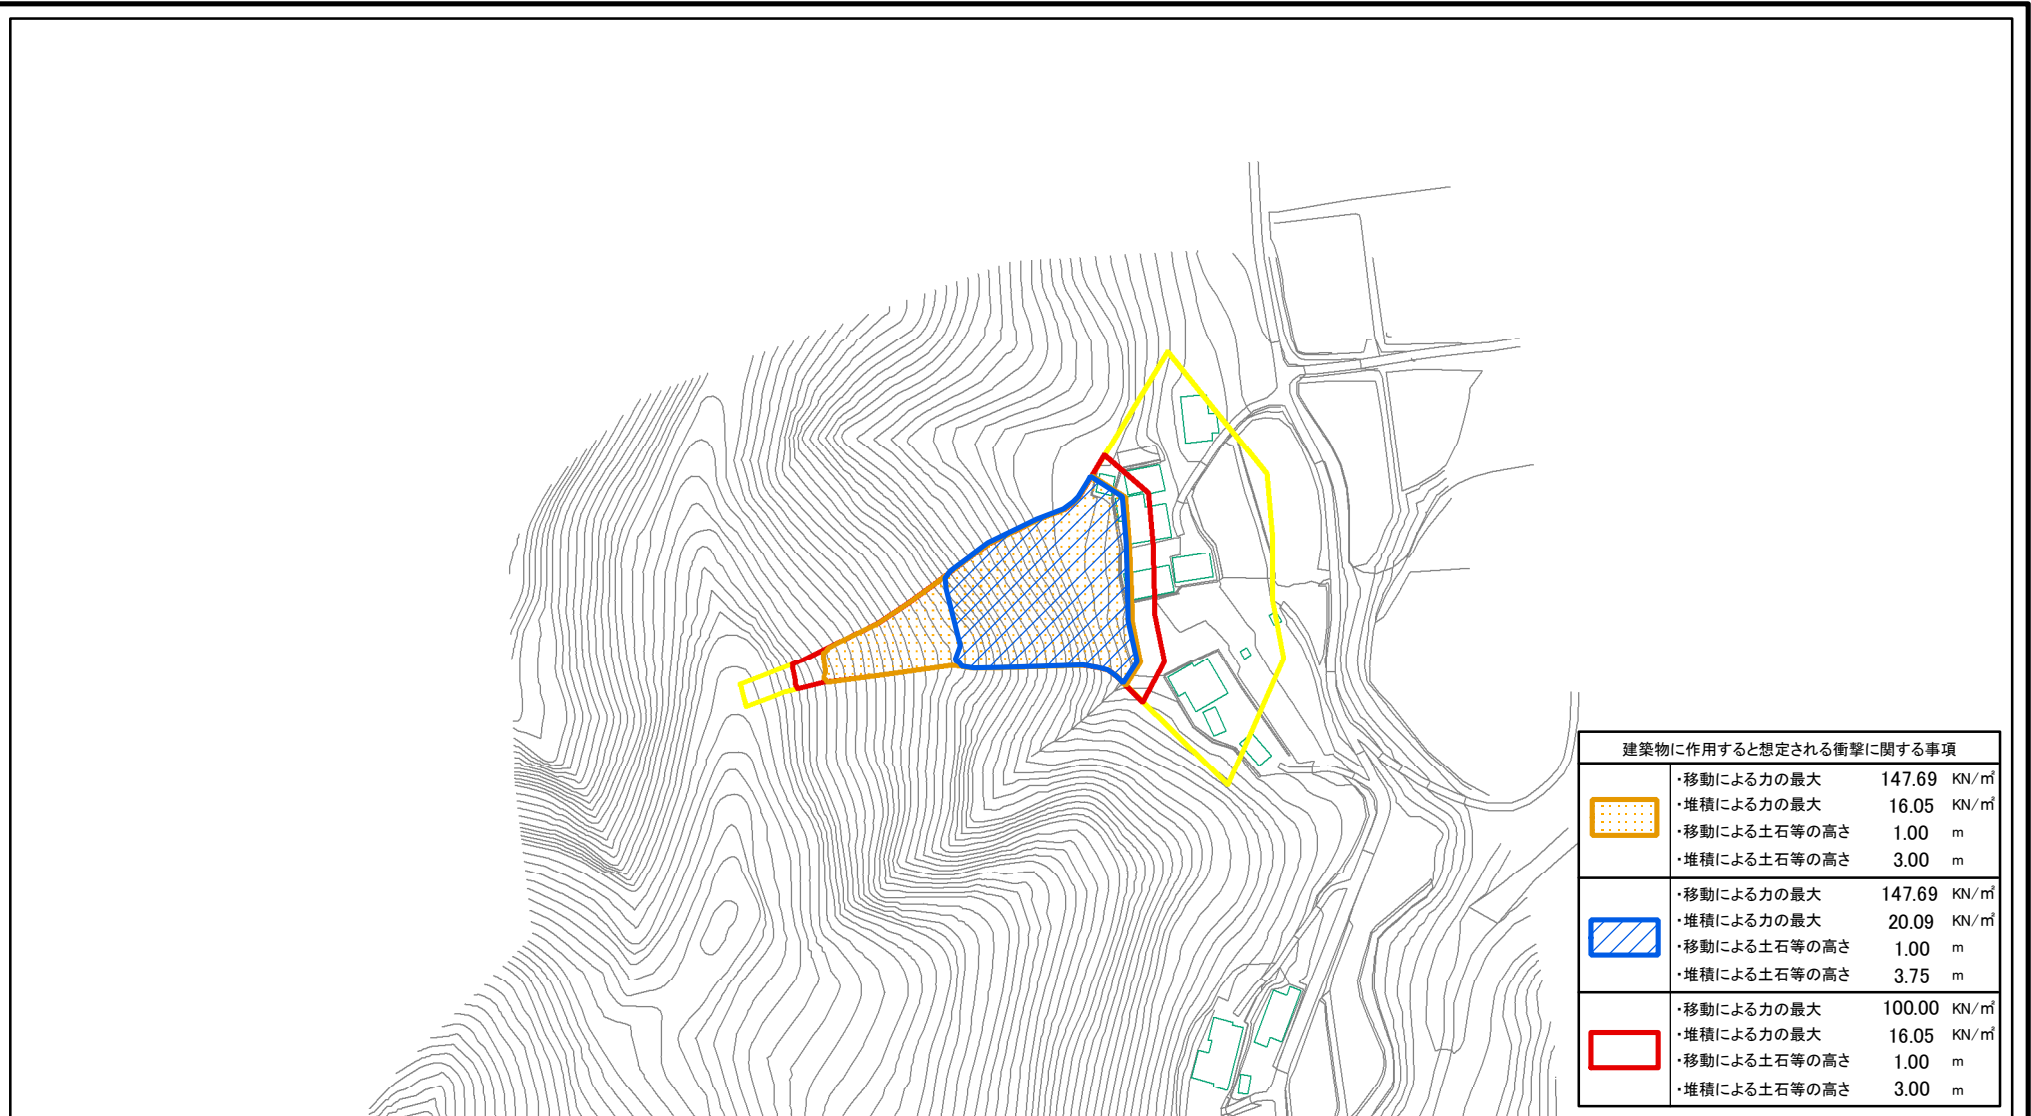 建築物に作用すると想定される衝撃に関する事項
・移動による力の最大 147.69 KN/㎡
・堆積による力の最大 16.05 KN/㎡
・移動による土石等の高さ 1.00 m
・堆積による土石等の高さ 3.00 m
・移動による力の最大 147.69 KN/㎡
・堆積による力の最大 20.09 KN/㎡
・移動による土石等の高さ 1.00 m
・堆積による土石等の高さ 3.75 m
・移動による力の最大 100.00 KN/㎡
・堆積による力の最大 16.05 KN/㎡
・移動による土石等の高さ 1.00 m
・堆積による土石等の高さ 3.00 m